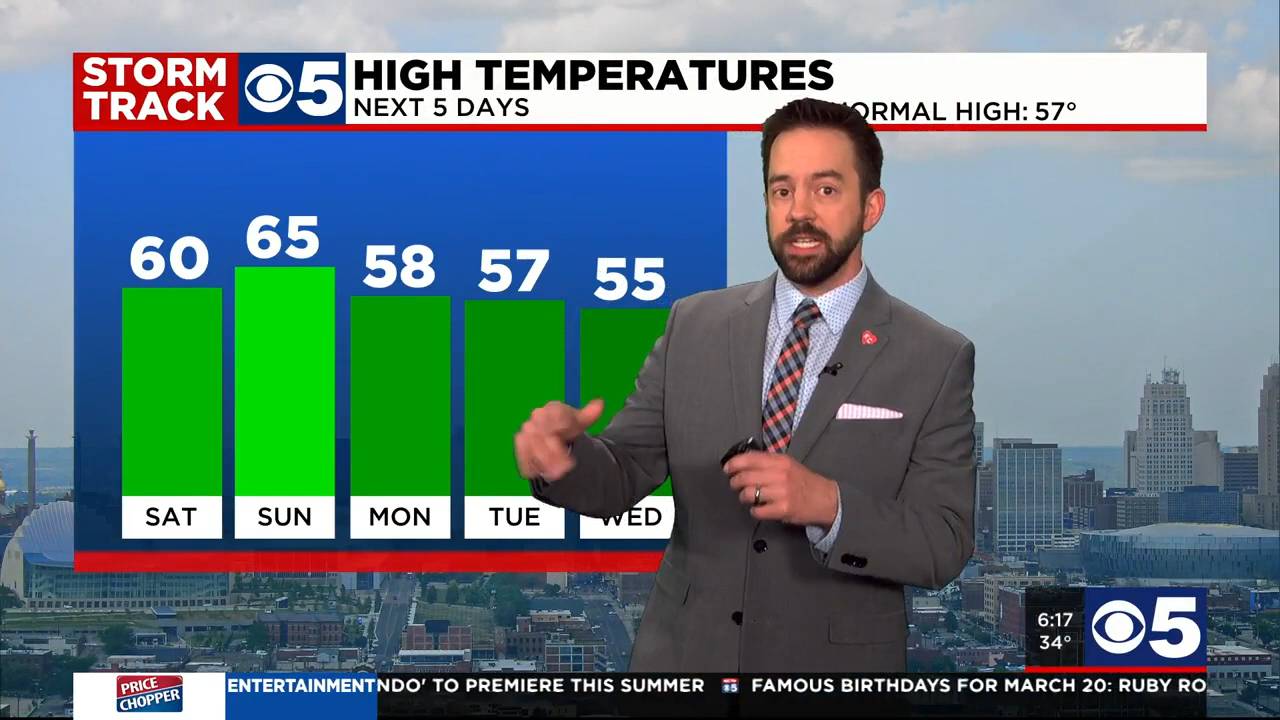 STORM
TRACK
5
HIGH TEMPERATURES
NEXT 5 DAYS
NORMAL HIGH: 57°
60
65
58
57
55
SAT
SUN
MON
TUE
WED
6:17
34°
5
PRICE
CHOPPER
ENTERTAINMENT
NDO' TO PREMIERE THIS SUMMER
5
FAMOUS BIRTHDAYS FOR MARCH 20: RUBY RO